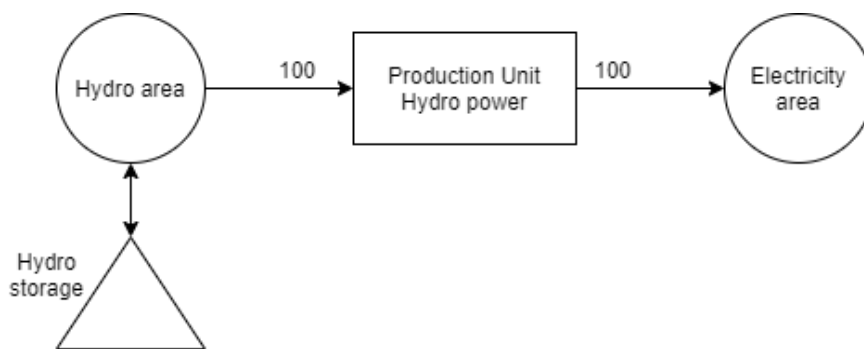 Hydro area
100
Production Unit
Hydro power
100
Electricity
area
Hydro
storage